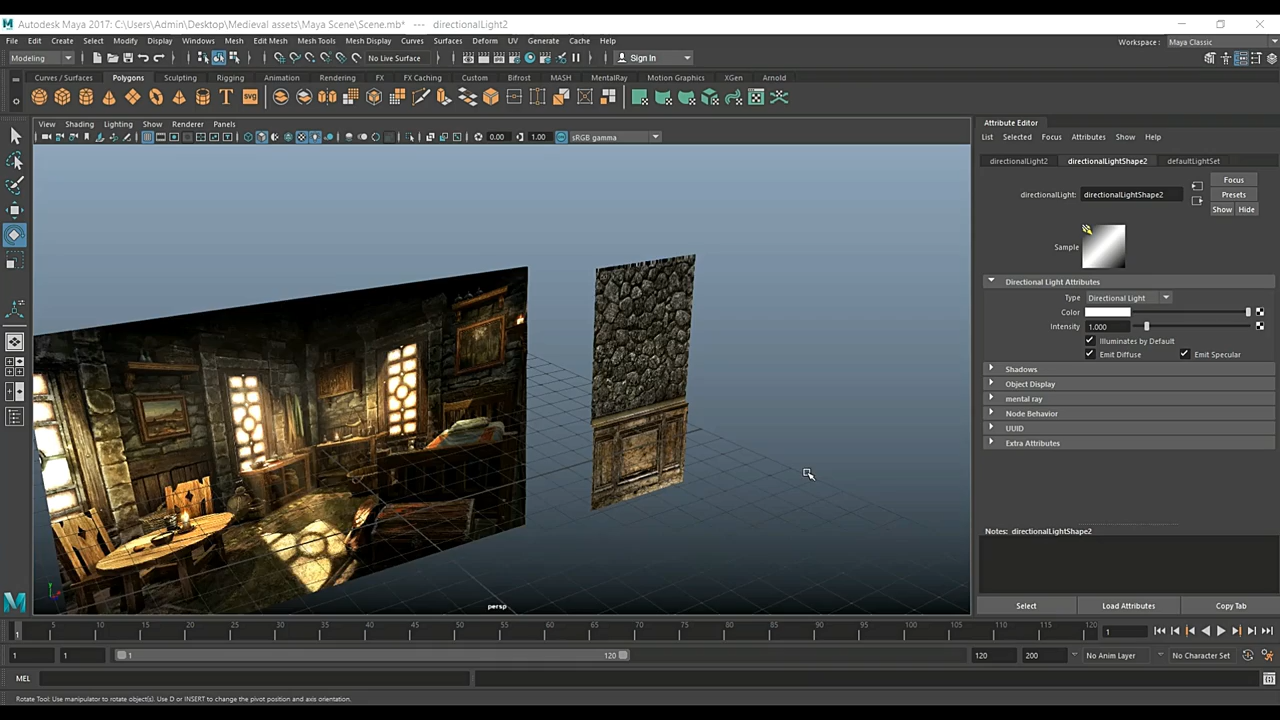 Autodesk Maya 2017: C:\Users\Admin\Desktop\Medieval assets\Maya Scene\Scene.mb* --- directionalLight2
File Edit Create Select Modify Display Windows Mesh Edit Mesh Mesh Tools Mesh Display Curves Surfaces Deform UV Generate Cache Help
Workspace : Maya Classic
Modeling No Live Surface Sign In
Curves / Surfaces Polygons Sculpting Rigging Animation Rendering FX FX Caching Custom Bifrost MASH MentalRay Motion Graphics XGen Arnold
View Shading Lighting Show Renderer Panels
0.00 1.00 sRGB gamma
persp
Attribute Editor
List Selected Focus Attributes Show Help
directionalLight2 directionalLightShape2 defaultLightSet
Focus
directionalLight: directionalLightShape2 Presets
Show Hide
Sample
Directional Light Attributes
Type Directional Light
Color
Intensity 1.000
Illuminates by Default
Emit Diffuse Emit Specular
Shadows
Object Display
mental ray
Node Behavior
UUID
Extra Attributes
Notes: directionalLightShape2
Select Load Attributes Copy Tab
1 5 10 15 20 25 30 35 40 45 50 55 60 65 70 75 80 85 90 95 100 105 110 115 120 1
1 1 1 120 120 200 No Anim Layer No Character Set
MEL
Rotate Tool: Use manipulator to rotate object(s). Use D or INSERT to change the pivot position and axis orientation.